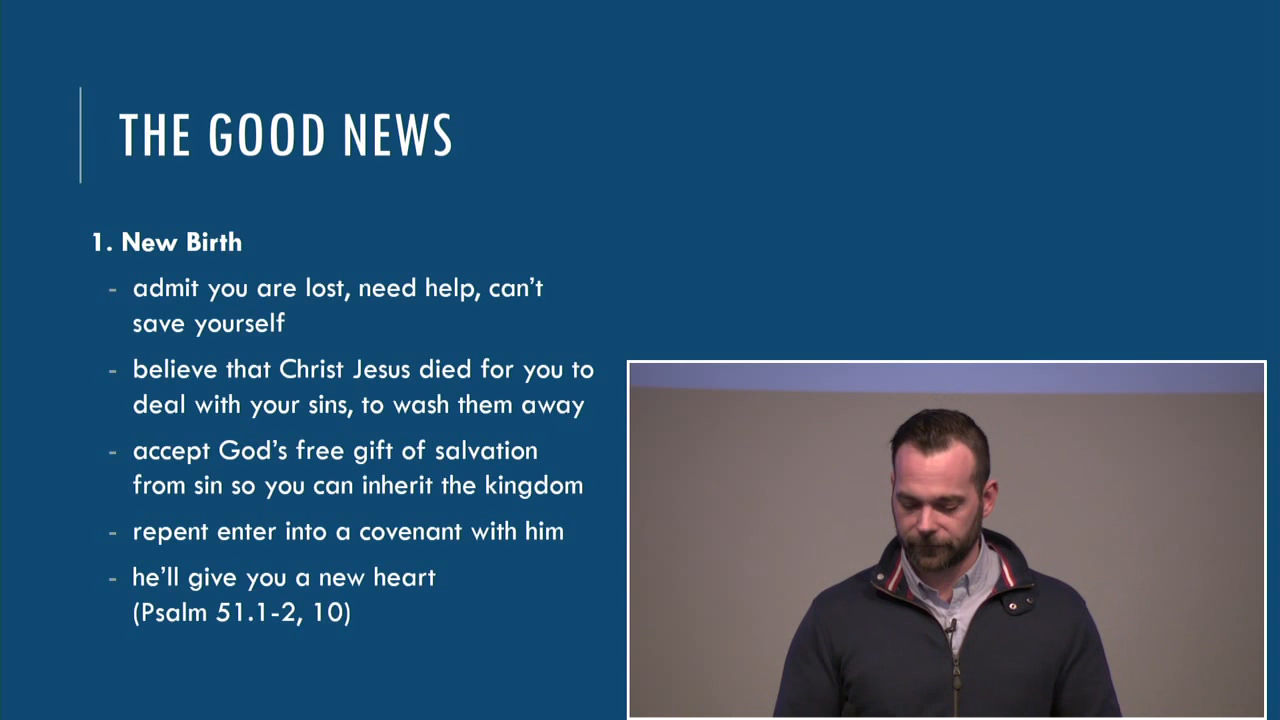 THE GOOD NEWS
1. New Birth
- admit you are lost, need help, can't
save yourself
- believe that Christ Jesus died for you to
deal with your sins, to wash them away
- accept God's free gift of salvation
from sin so you can inherit the kingdom
- repent enter into a covenant with him
- he'll give you a new heart
(Psalm 51.1-2, 10)